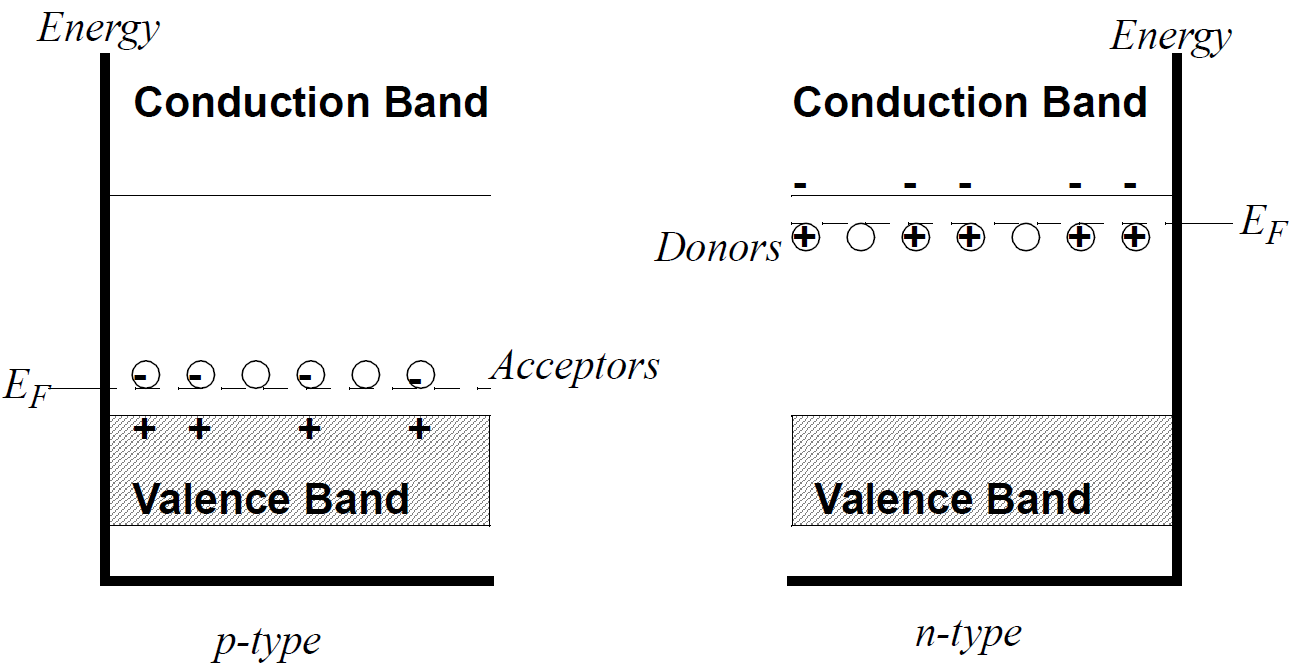 Energy
Energy
Conduction Band
Conduction Band
- - - - -
E_F
Donors
+ + + + +
Acceptors
- - - -
E_F
+ + + +
Valence Band
Valence Band
p-type
n-type